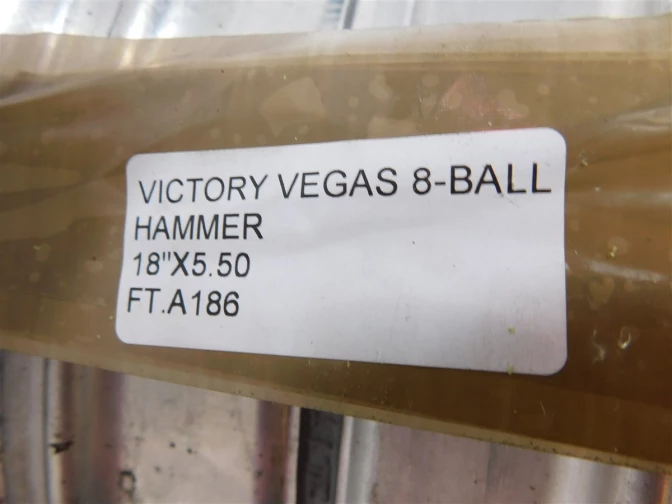 VICTORY VEGAS 8-BALL
HAMMER
18"X5.50
FT.A186